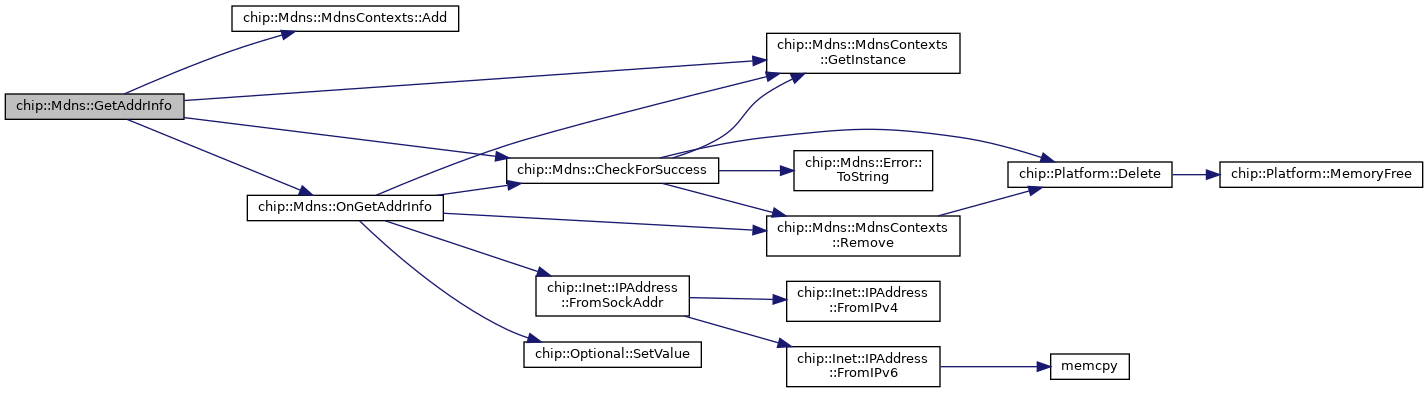 chip::Mdns::MdnsContexts::Add
chip::Mdns::MdnsContexts
::GetInstance
chip::Mdns::GetAddrInfo
chip::Mdns::CheckForSuccess
chip::Mdns::Error::
ToString
chip::Platform::Delete
chip::Platform::MemoryFree
chip::Mdns::OnGetAddrInfo
chip::Mdns::MdnsContexts
::Remove
chip::Inet::IPAddress
::FromSockAddr
chip::Inet::IPAddress
::FromIPv4
chip::Optional::SetValue
chip::Inet::IPAddress
::FromIPv6
memcpy